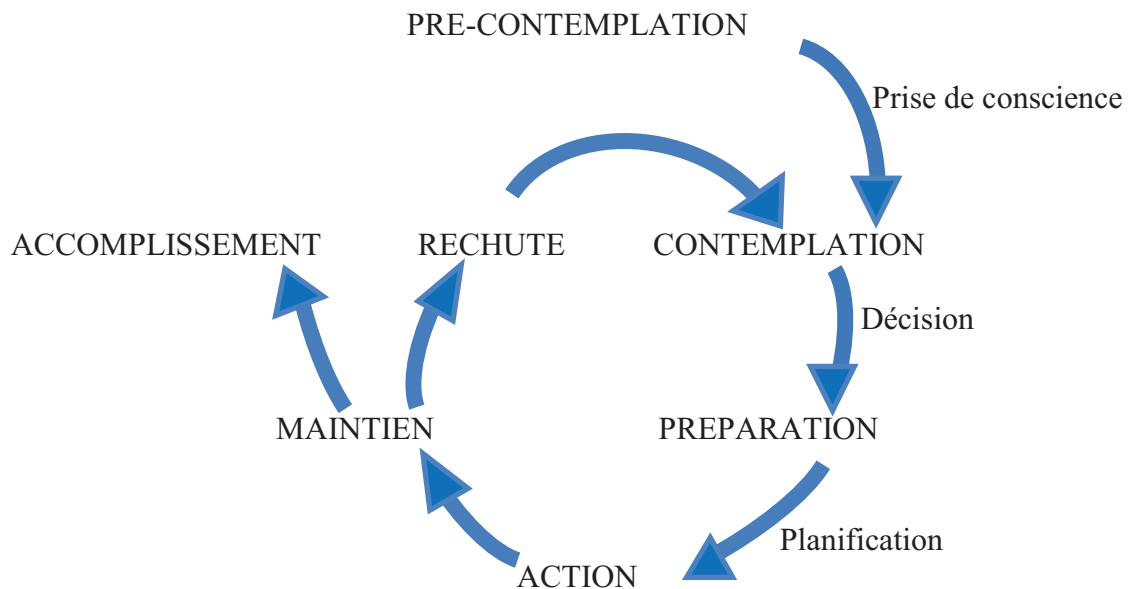 PRE-CONTEMPLATION
Prise de conscience
ACCOMPLISSEMENT
RECHUTE
CONTEMPLATION
Décision
MAINTIEN
PREPARATION
Planification
ACTION